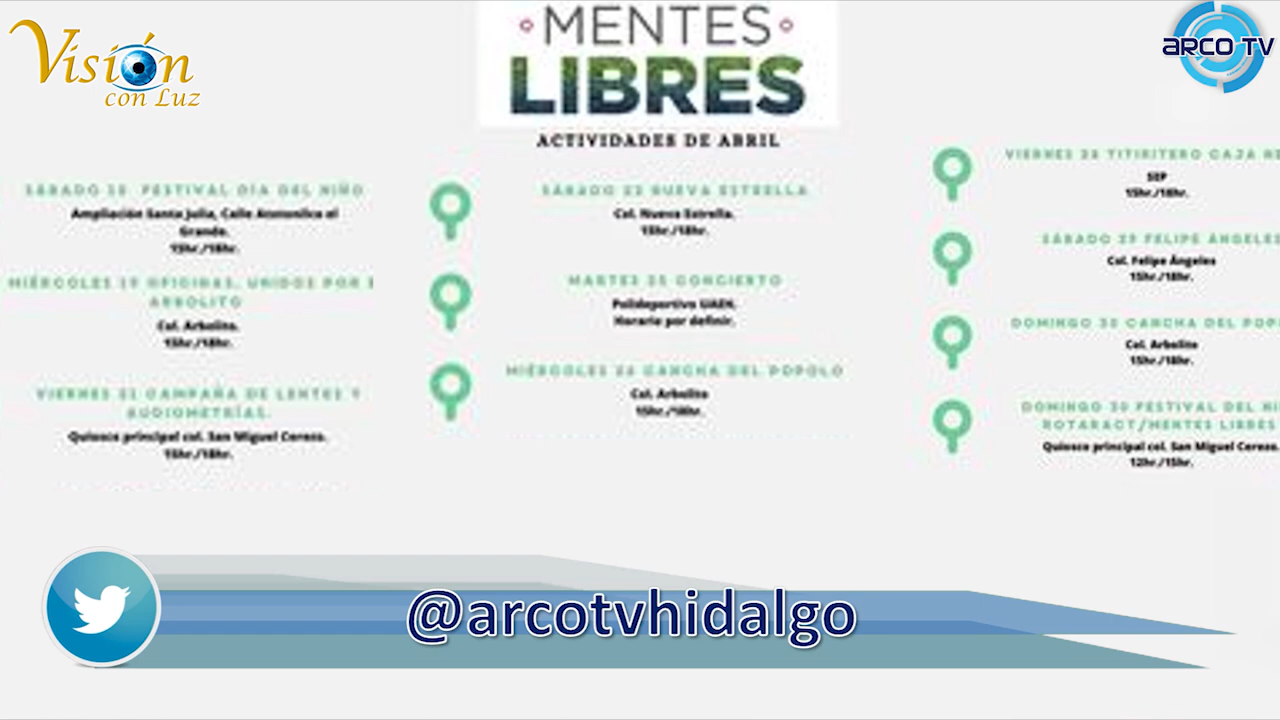 Visión
con Luz
MENTES
LIBRES
ACTIVIDADES DE ABRIL
ARCO TV
FESTIVAL DÍA DEL NIÑO
Ampliación Santa Julia, Calle Atotonilco el
Grande.
15hr./18hr.
MIÉRCOLES 19 OFICINAS. UNIDOS POR
ARBOLITO
Col. Arbolito.
15hr./18hr.
VIERNES 21 CAMPAÑA DE LENTES Y
AUDIOMETRÍAS.
Quiosco principal col. San Miguel Cerezo.
15hr./18hr.
SÁBADO 22 NUEVA ESTRELLA
Col. Nueva Estrella.
15hr./18hr.
MARTES 25 CONCIERTO
Polideportivo UAEH.
Horario por definir.
MIÉRCOLES 26 CANCHA DEL POPOLO
Col. Arbolito
15hr./18hr.
VIERNES 28 TITIRITERO CAJA
SEP
15hr./18hr.
SÁBADO 29 FELIPE ÁNGELES
Col. Felipe Ángeles
15hr./18hr.
DOMINGO 30 CANCHA DEL
Col. Arbolito
15hr./18hr.
DOMINGO 30 FESTIVAL DEL
ROTARACT/MENTES LIBRES
Quiosco principal col. San Miguel Cerezo.
12hr./15hr.
@arcotvhidalgo